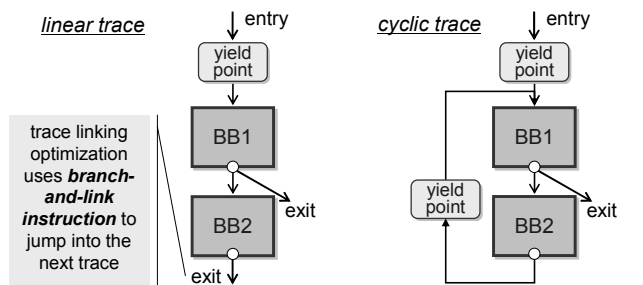 linear trace
entry
yield
point
BB1
exit
BB2
exit
trace linking
optimization
uses branch-
and-link
instruction to
jump into the
next trace
cyclic trace
entry
yield
point
BB1
exit
yield
point
BB2